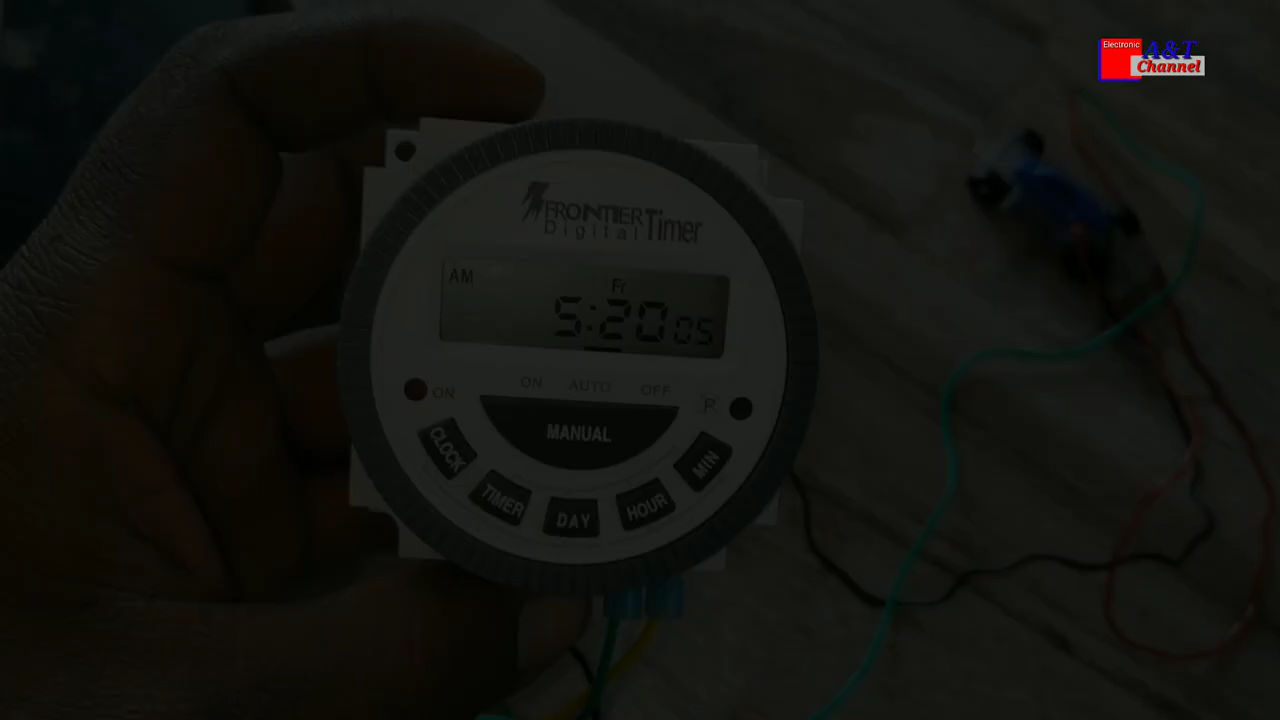 Electronic
A&T
Channel
FRONTIER Timer
Digital
AM
Fr
5:20 05
ON
ON AUTO OFF
R
MANUAL
CLOCK
TIMER
DAY
HOUR
MIN